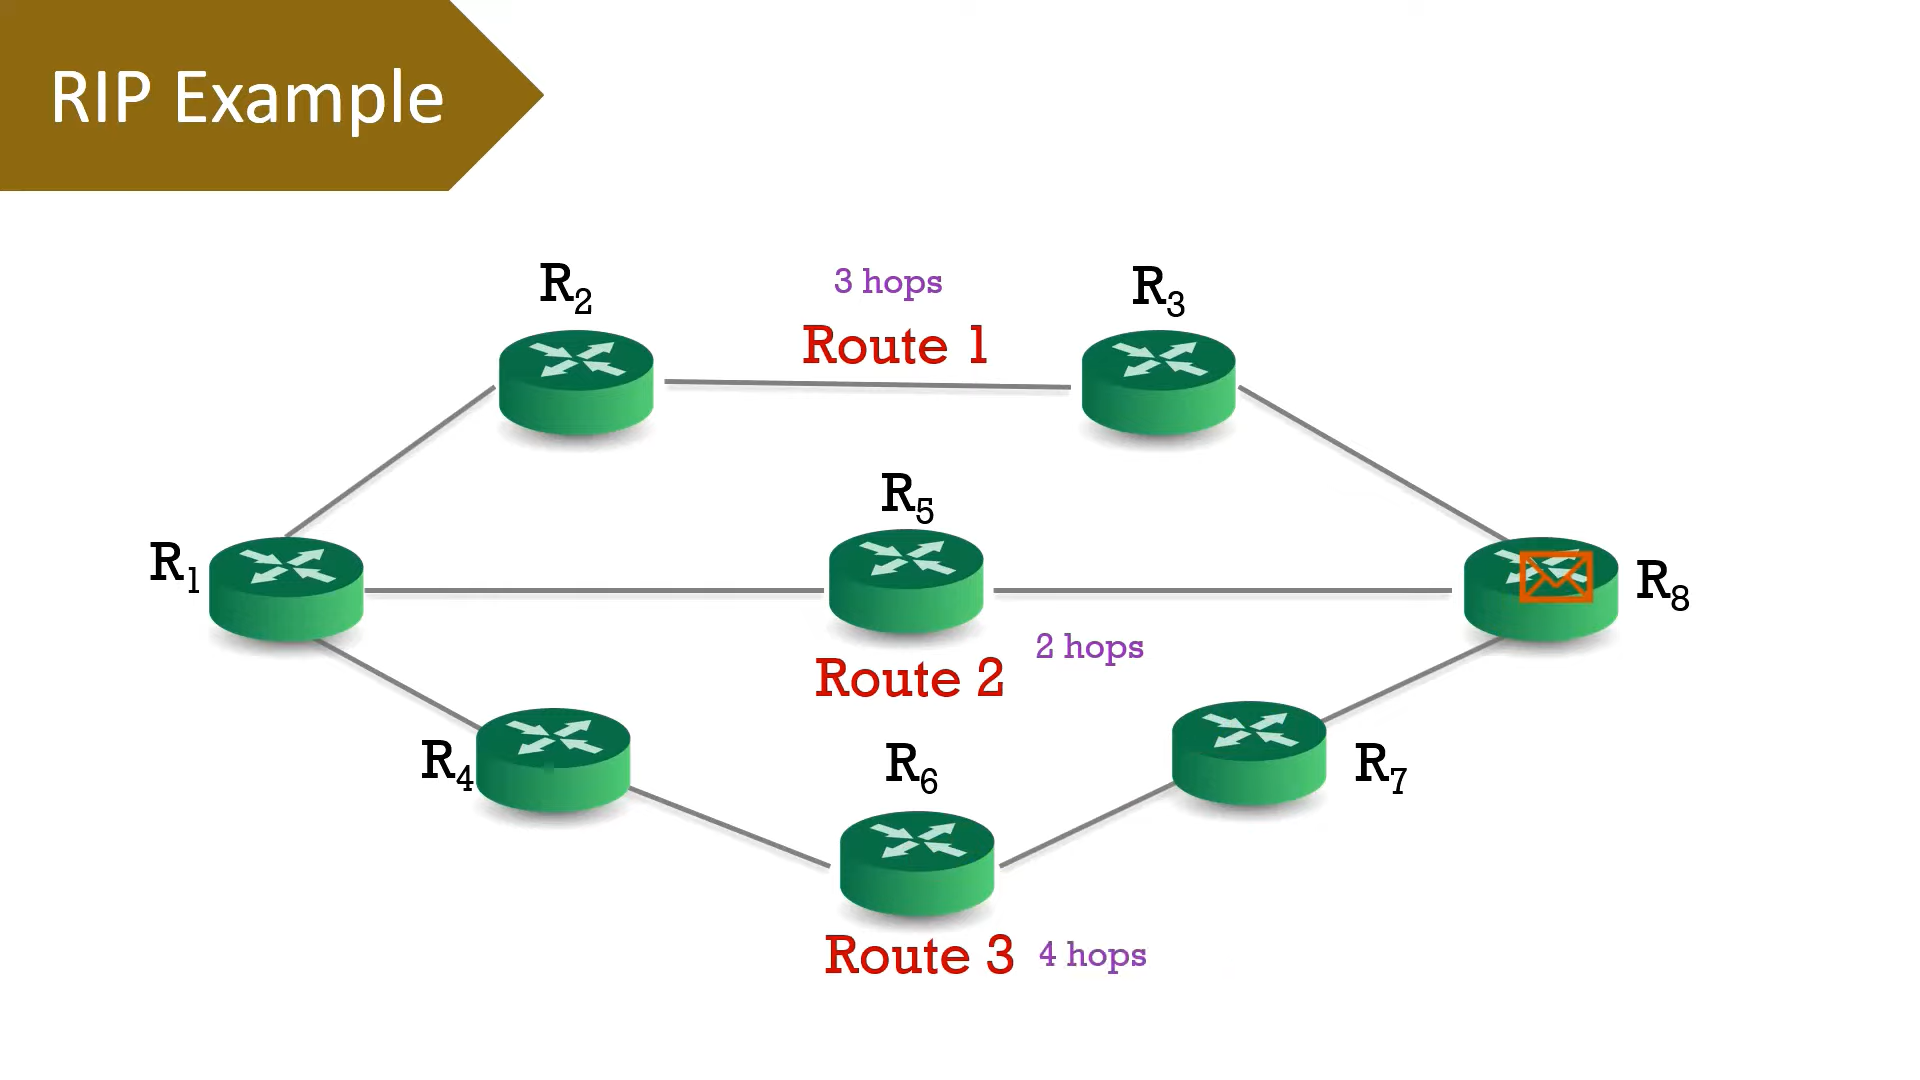 RIP Example
3 hops
R2
R3
Route 1
R5
R1
R8
2 hops
Route 2
R4
R6
R7
Route 3 4 hops